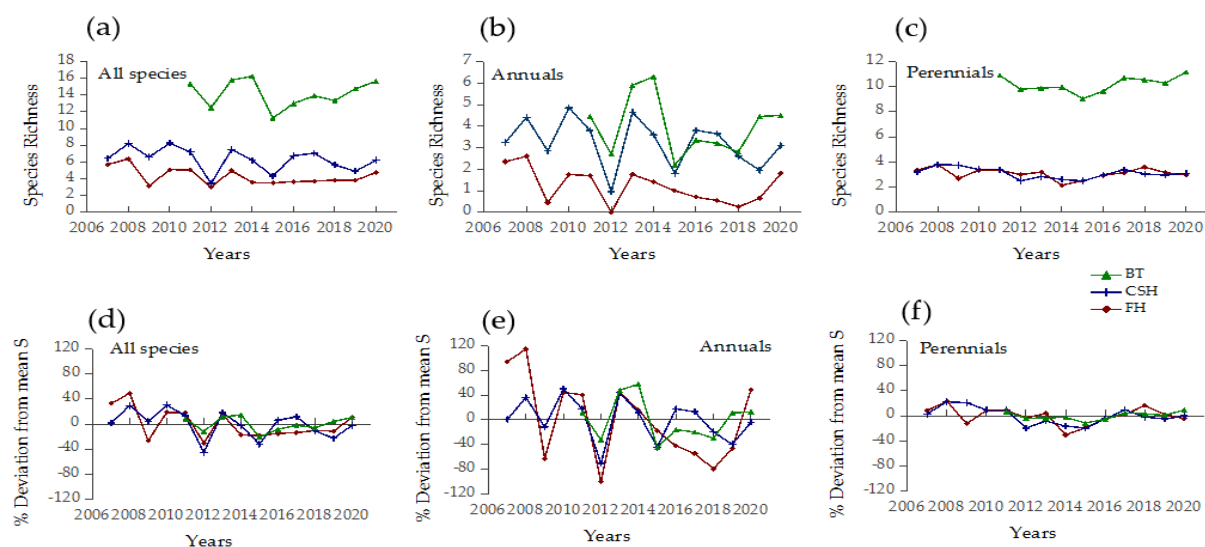 (a)
All species
Species Richness
18
16
14
12
10
8
6
4
2
0
2006 2008 2010 2012 2014 2016 2018 2020
Years
(b)
Annuals
Species Richness
7
6
5
4
3
2
1
0
2006 2008 2010 2012 2014 2016 2018 2020
Years
(c)
Perennials
Species Richness
12
10
8
6
4
2
0
2006 2008 2010 2012 2014 2016 2018 2020
Years
BT
CSH
FH
(d)
All species
% Deviation from mean S
120
80
40
0
-40
-80
-120
2006 2008 2010 2012 2014 2016 2018 2020
Years
(e)
Annuals
% Deviation from mean S
120
80
40
0
-40
-80
-120
2006 2008 2010 2012 2014 2016 2018 2020
Years
(f)
Perennials
% Deviation from mean S
120
80
40
0
-40
-80
-120
2006 2008 2010 2012 2014 2016 2018 2020
Years